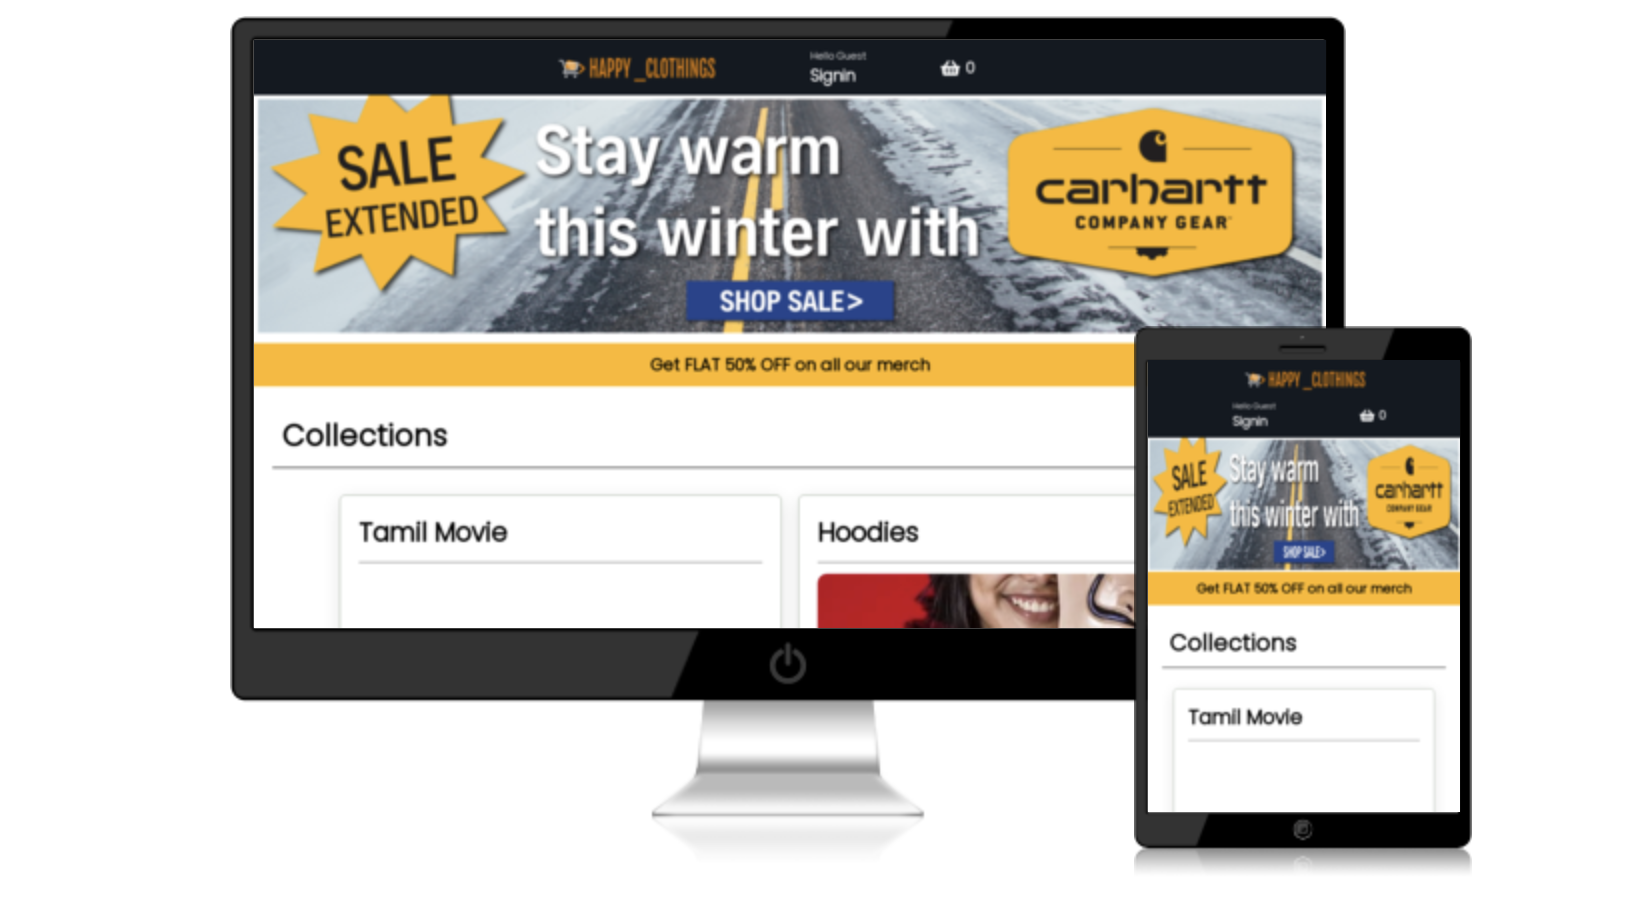 HAPPY_CLOTHINGS
Hello Guest
Signin
0
SALE
EXTENDED
Stay warm
this winter with
SHOP SALE>
carhartt
COMPANY GEAR
Get FLAT 50% OFF on all our merch
Collections
Tamil Movie
Hoodies
HAPPY_CLOTHINGS
Hello Guest
Signin
0
SALE
EXTENDED
Stay warm
this winter with
SHOP SALE>
carhartt
COMPANY GEAR
Get FLAT 50% OFF on all our merch
Collections
Tamil Movie